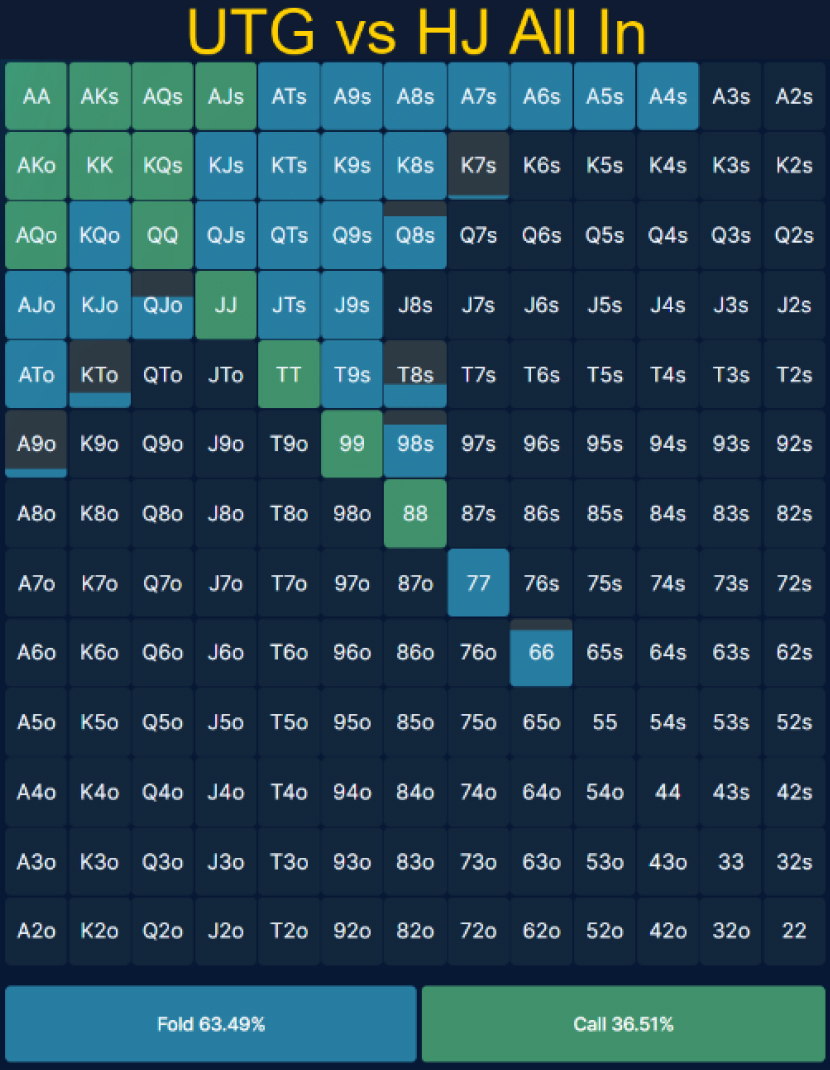 UTG vs HJ All In
AA AKs AQs AJs ATs A9s A8s A7s A6s A5s A4s A3s A2s
AKo KK KQs KJs KTs K9s K8s K7s K6s K5s K4s K3s K2s
AQo KQo QQ QJs QTs Q9s Q8s Q7s Q6s Q5s Q4s Q3s Q2s
AJo KJo QJo JJ JTs J9s J8s J7s J6s J5s J4s J3s J2s
ATo KTo QTo JTo TT T9s T8s T7s T6s T5s T4s T3s T2s
A9o K9o Q9o J9o T9o 99 98s 97s 96s 95s 94s 93s 92s
A8o K8o Q8o J8o T8o 98o 88 87s 86s 85s 84s 83s 82s
A7o K7o Q7o J7o T7o 97o 87o 77 76s 75s 74s 73s 72s
A6o K6o Q6o J6o T6o 96o 86o 76o 66 65s 64s 63s 62s
A5o K5o Q5o J5o T5o 95o 85o 75o 65o 55 54s 53s 52s
A4o K4o Q4o J4o T4o 94o 84o 74o 64o 54o 44 43s 42s
A3o K3o Q3o J3o T3o 93o 83o 73o 63o 53o 43o 33 32s
A2o K2o Q2o J2o T2o 92o 82o 72o 62o 52o 42o 32o 22
Fold 63.49% Call 36.51%